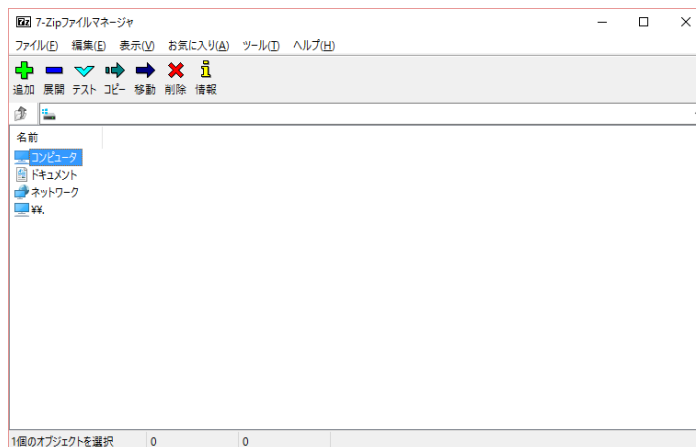 7-Zipファイルマネージャ
ファイル(F) 編集(E) 表示(V) お気に入り(A) ツール(T) ヘルプ(H)
追加 展開 テスト コピー 移動 削除 情報
名前
コンピュータ
ドキュメント
ネットワーク
¥¥.
1個のオブジェクトを選択 0 0